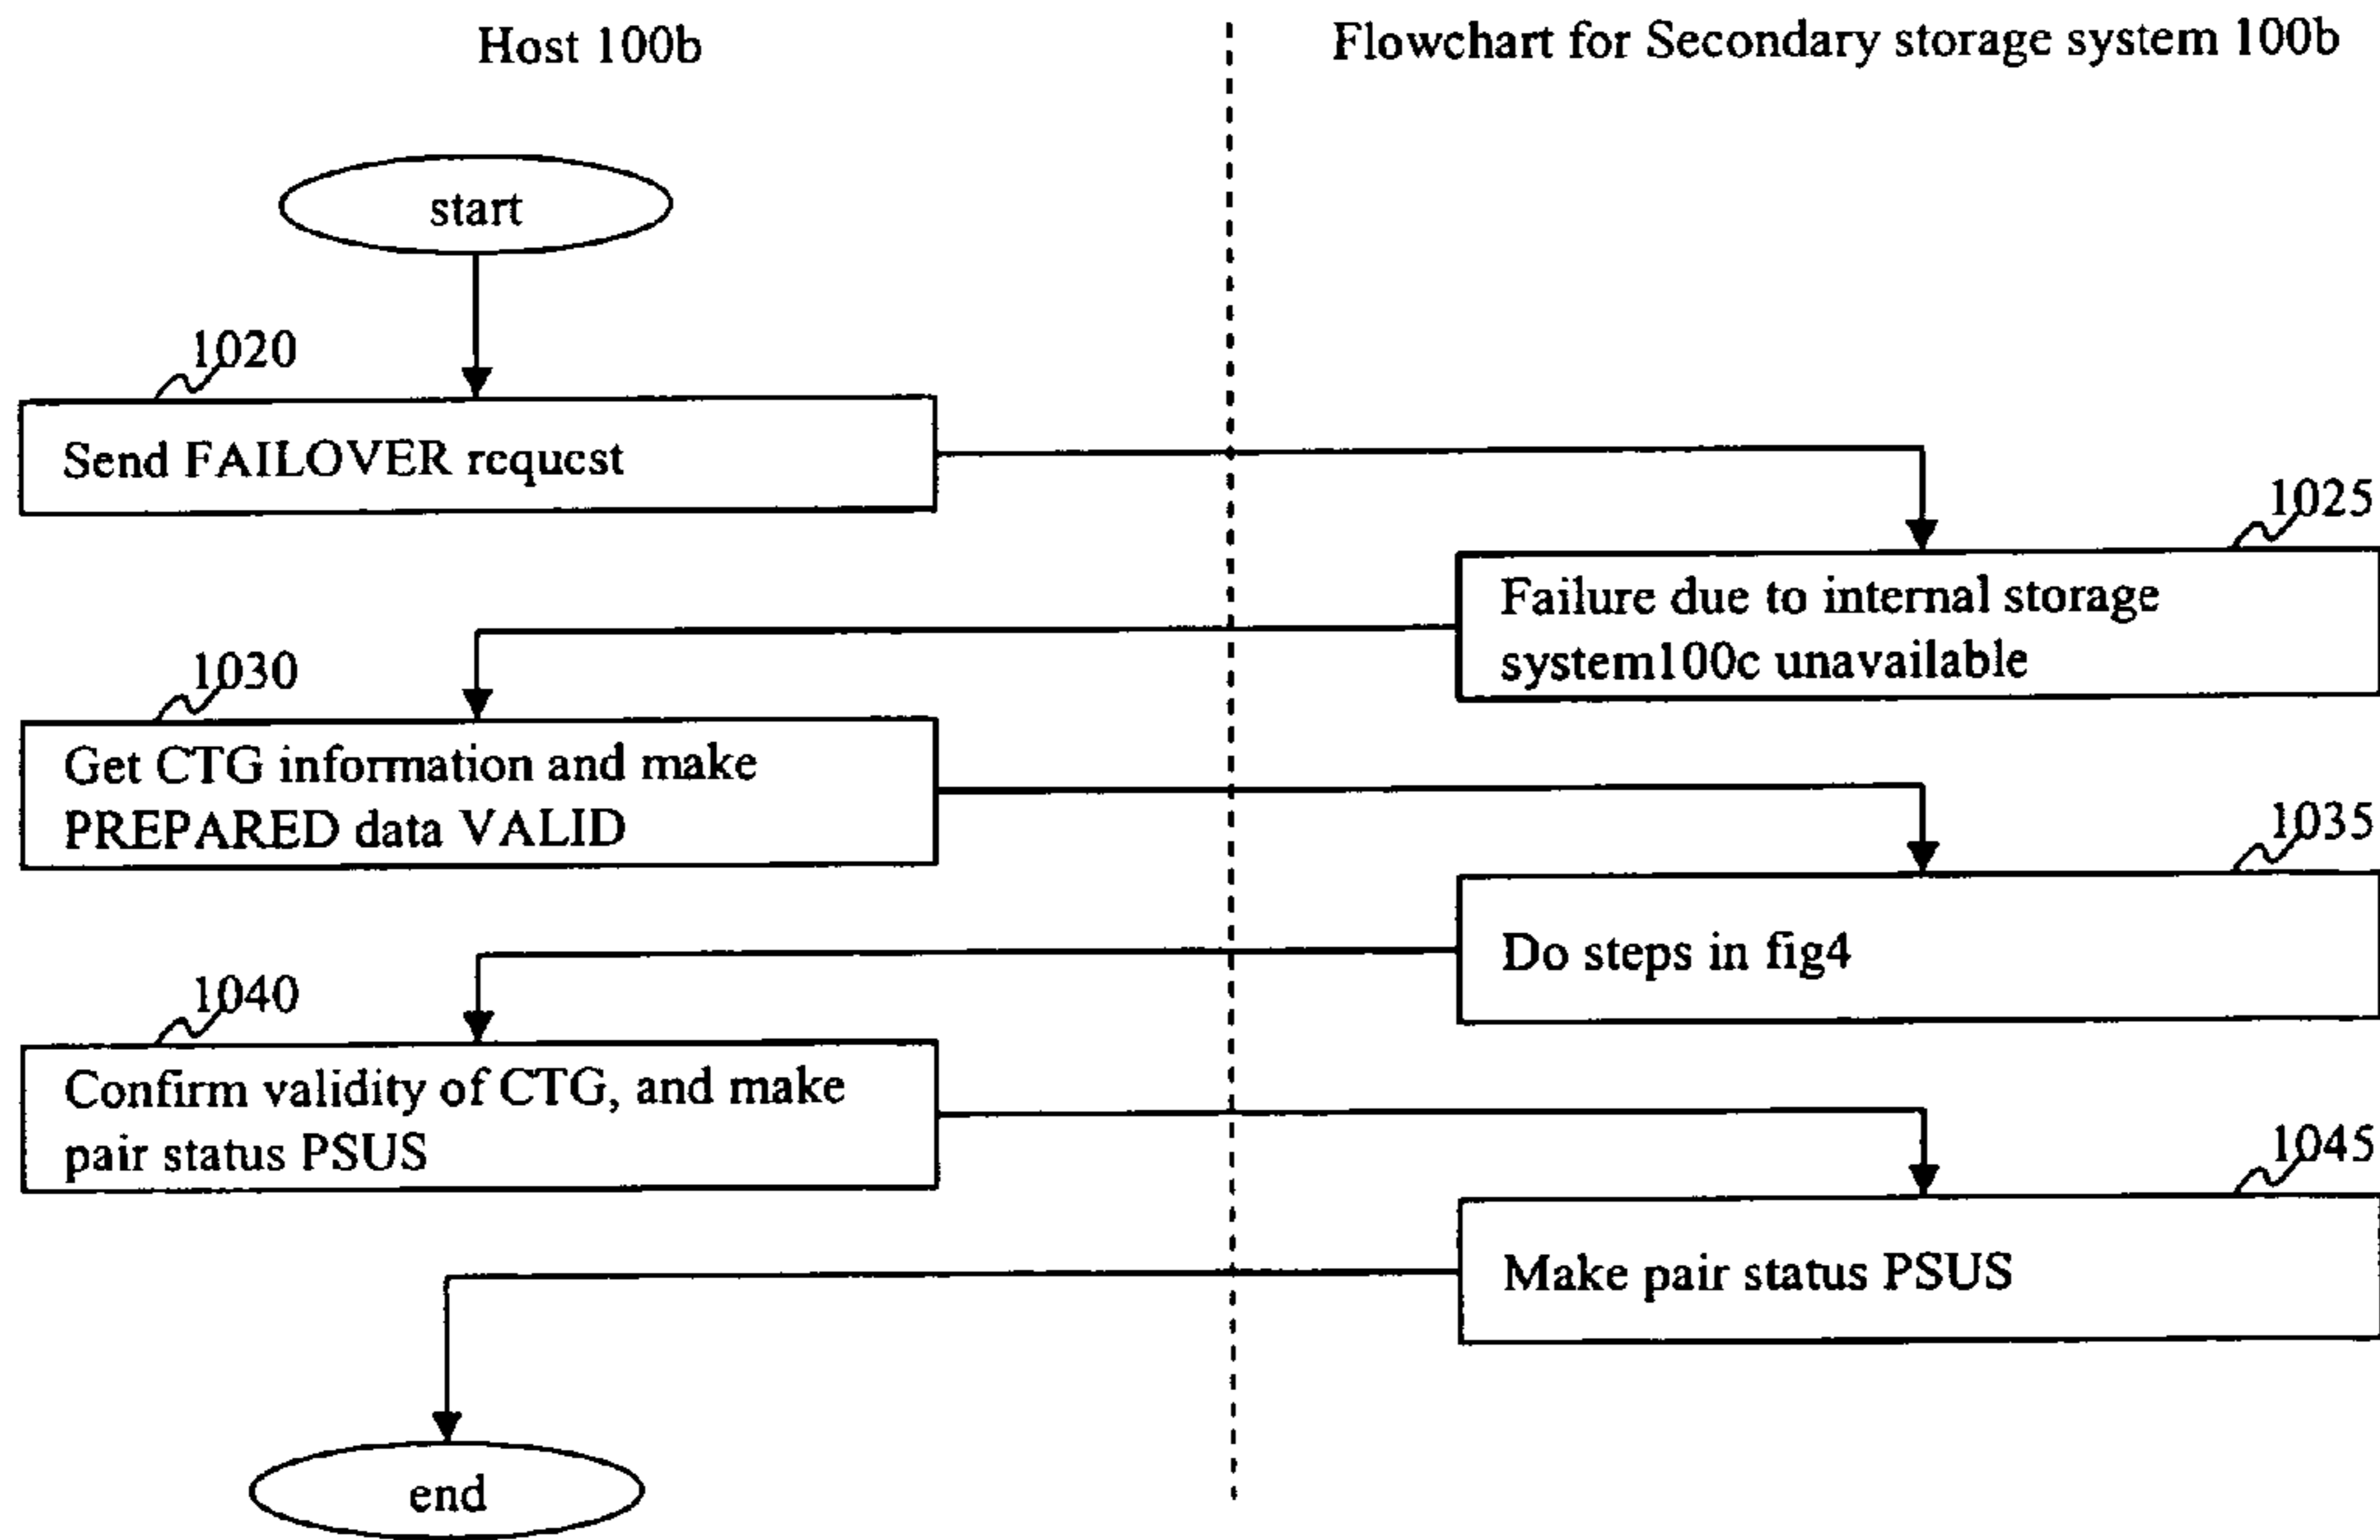 Host 100b
Flowchart for Secondary storage system 100b
start
1020
Send FAILOVER request
1025
Failure due to internal storage
system100c unavailable
1030
Get CTG information and make
PREPARED data VALID
1035
Do steps in fig4
1040
Confirm validity of CTG, and make
pair status PSUS
1045
Make pair status PSUS
end